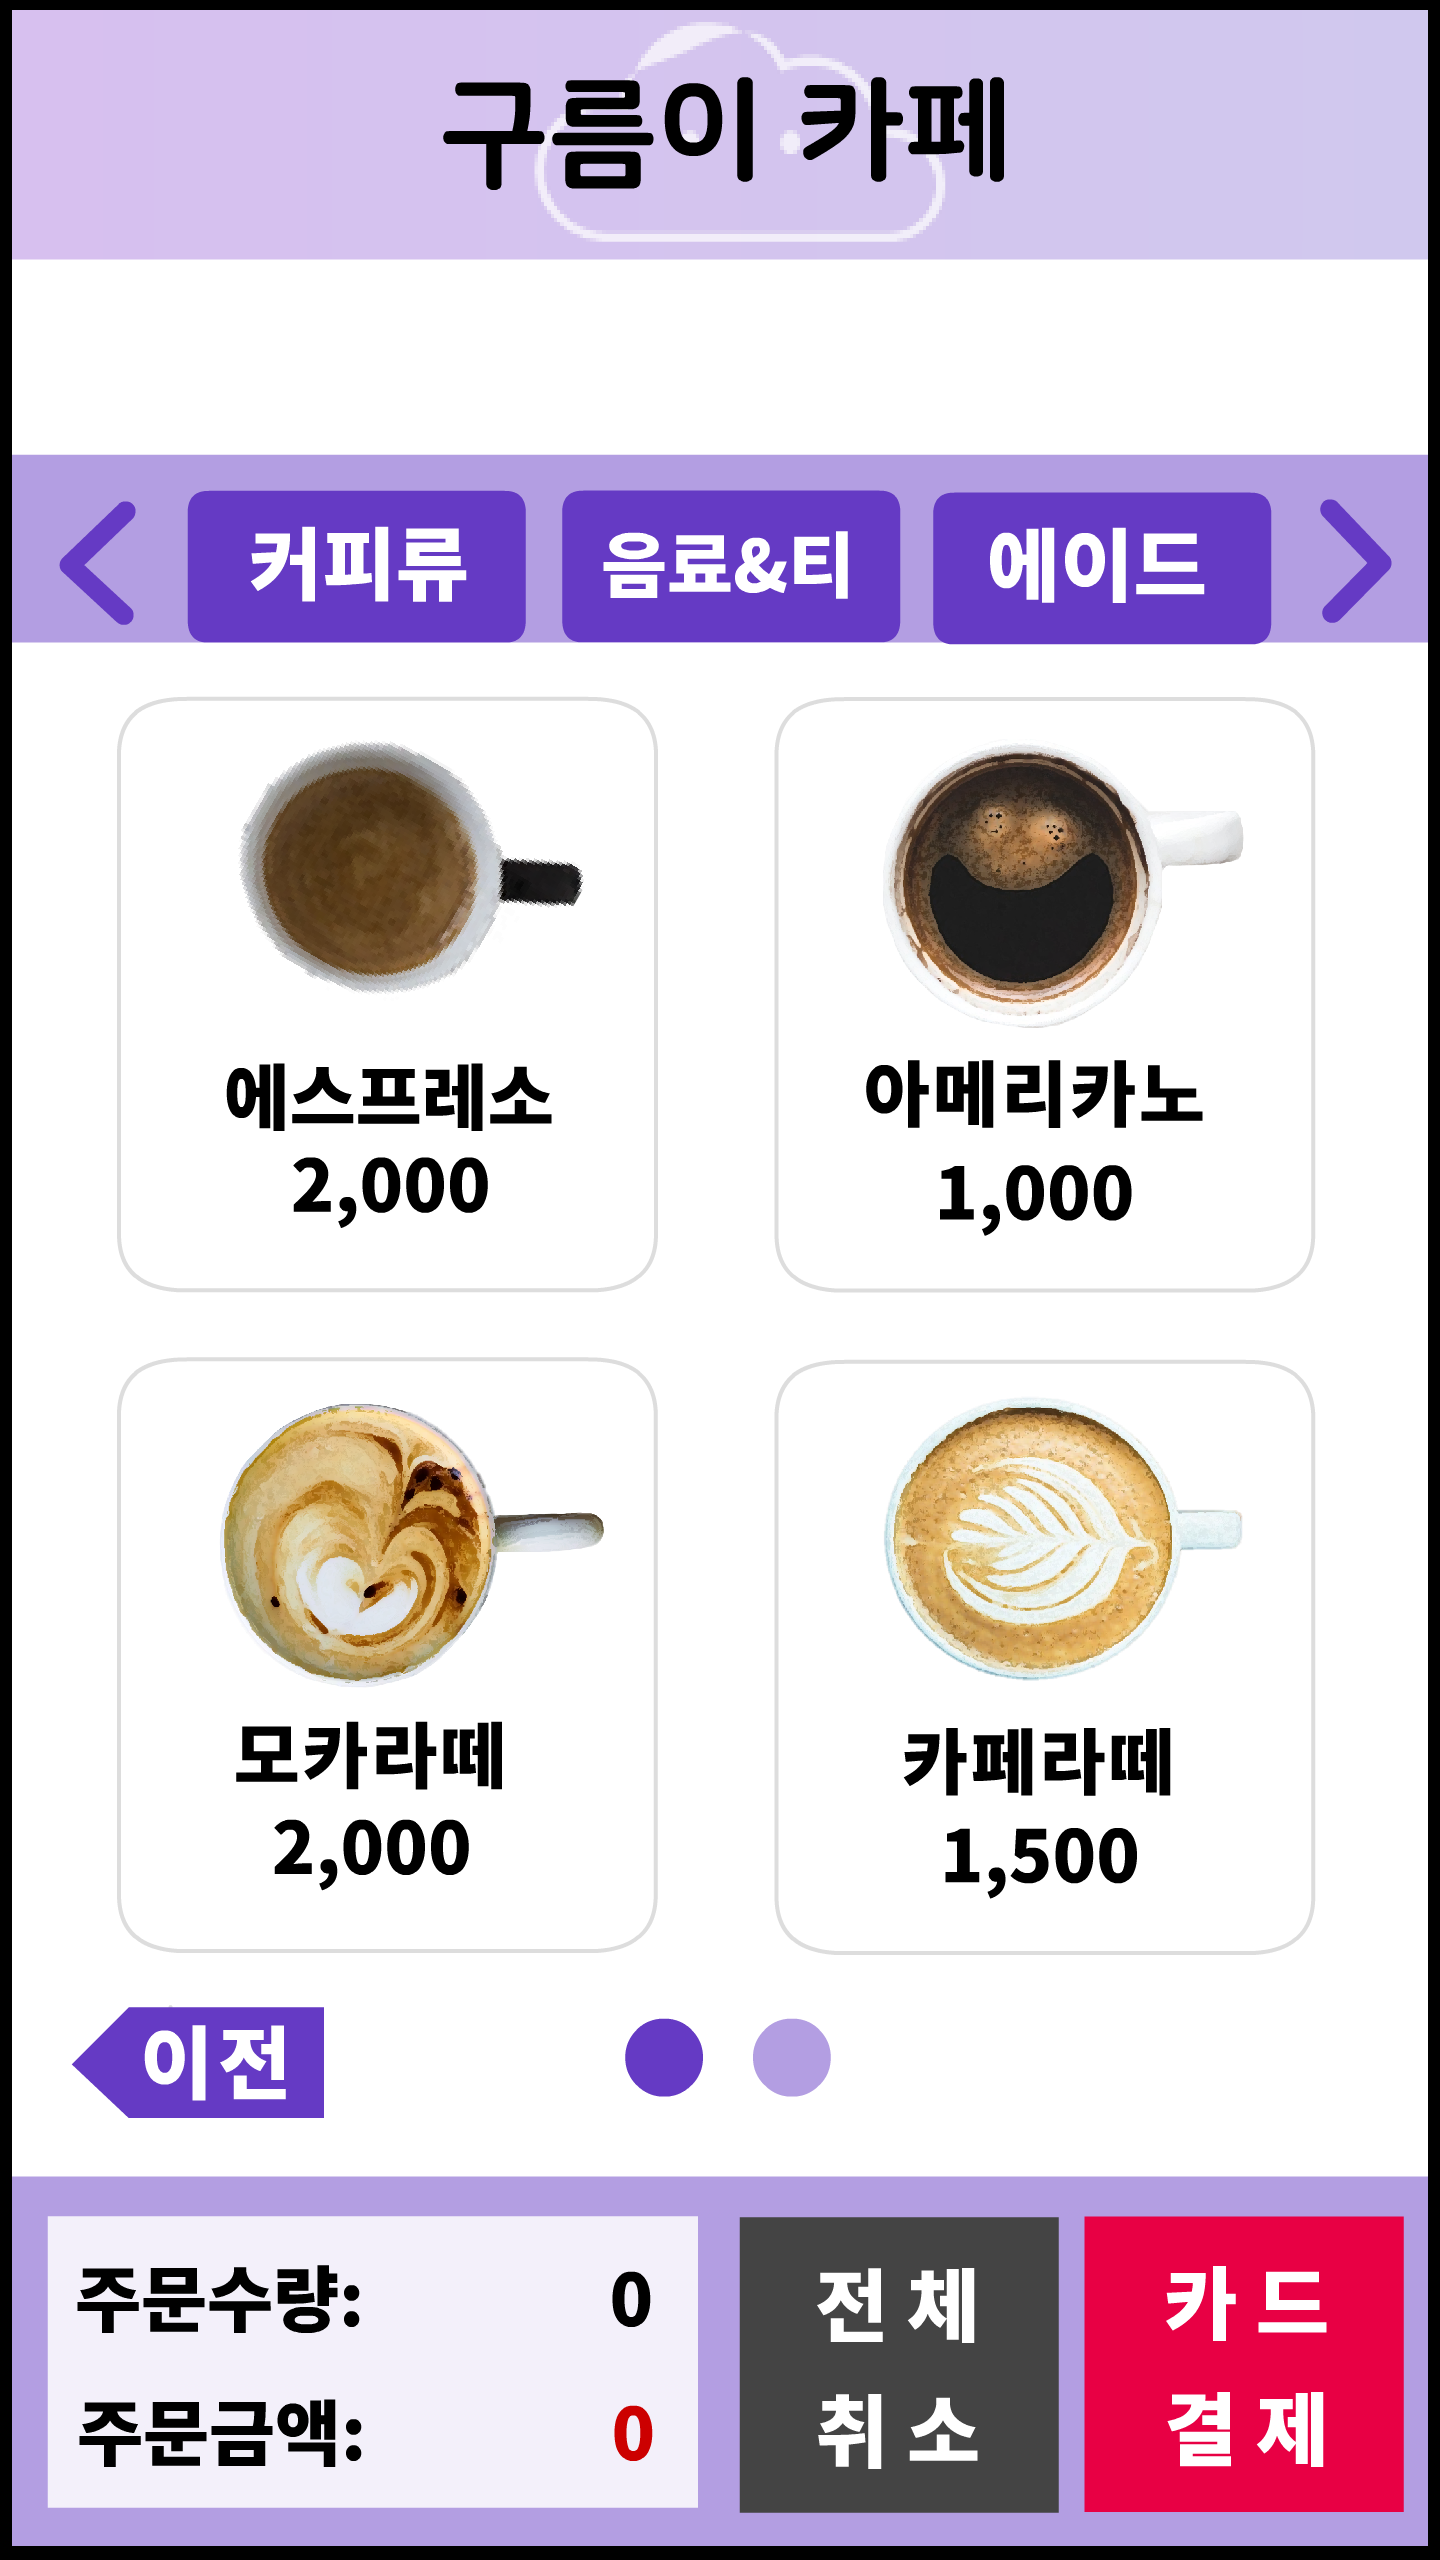 구름이 카페
커피류
음료&티
에이드
에스프레소
2,000
아메리카노
1,000
모카라떼
2,000
카페라떼
1,500
이전
주문수량: 0
주문금액: 0
전체
취소
카드
결제